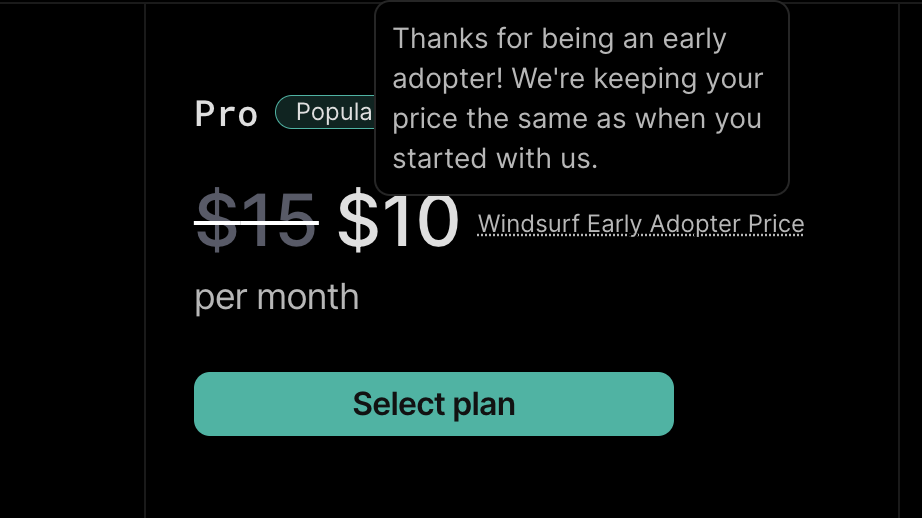 Thanks for being an early
adopter! We're keeping your
price the same as when you
started with us.
Pro Popula
$15 $10 Windsurf Early Adopter Price
per month
Select plan